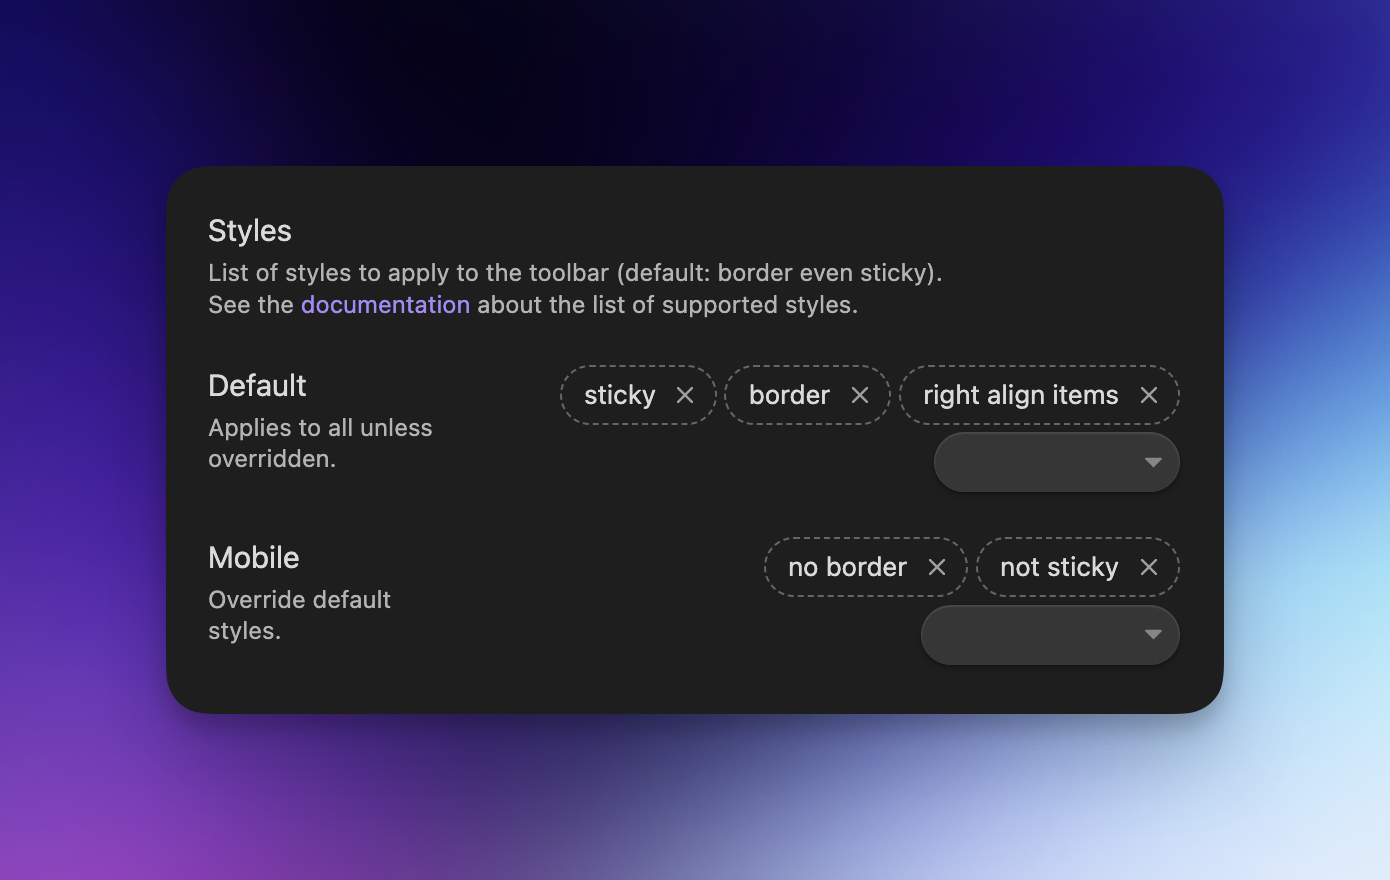 Styles
List of styles to apply to the toolbar (default: border even sticky).
See the documentation about the list of supported styles.
Default
Applies to all unless
overridden.
sticky × border × right align items ×
Mobile
Override default
styles.
no border × not sticky ×